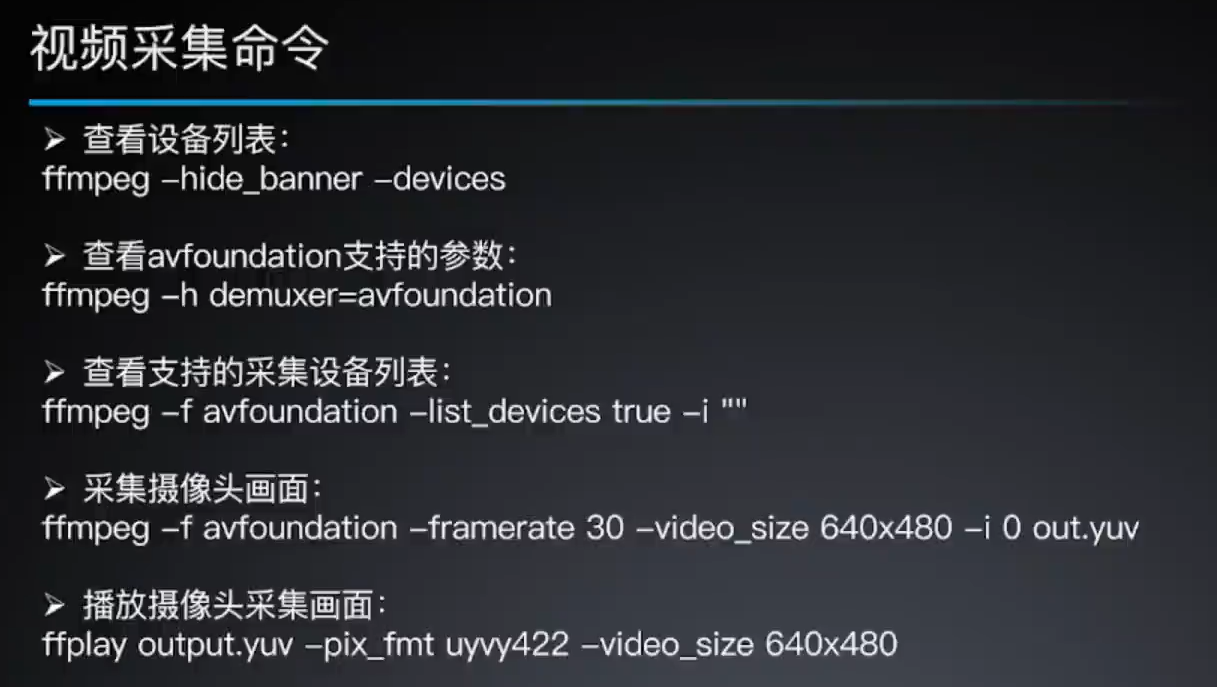 视频采集命令
➢ 查看设备列表：
ffmpeg –hide_banner –devices
➢ 查看avfoundation支持的参数：
ffmpeg –h demuxer=avfoundation
➢ 查看支持的采集设备列表：
ffmpeg –f avfoundation –list_devices true –i ""
➢ 采集摄像头画面：
ffmpeg –f avfoundation –framerate 30 –video_size 640x480 –i 0 out.yuv
➢ 播放摄像头采集画面：
ffplay output.yuv –pix_fmt uyvy422 –video_size 640x480